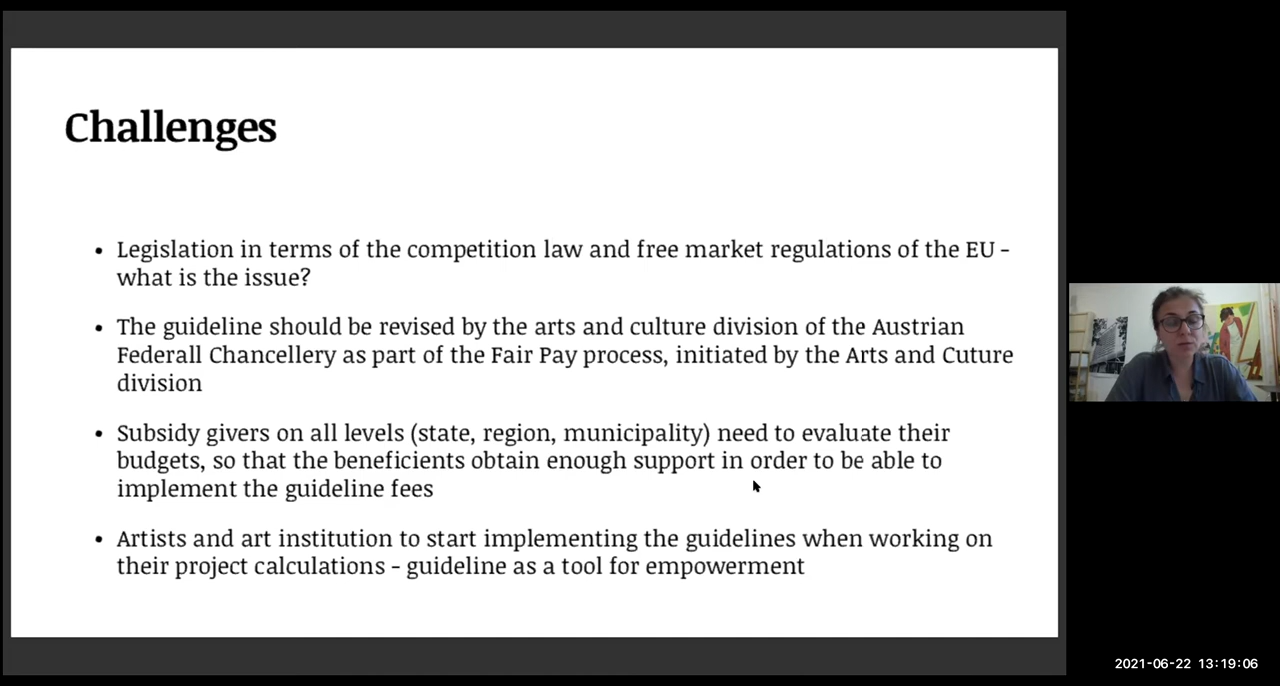 Challenges
• Legislation in terms of the competition law and free market regulations of the EU -
what is the issue?
• The guideline should be revised by the arts and culture division of the Austrian
Federall Chancellery as part of the Fair Pay process, initiated by the Arts and Cuture
division
• Subsidy givers on all levels (state, region, municipality) need to evaluate their
budgets, so that the beneficients obtain enough support in order to be able to
implement the guideline fees
• Artists and art institution to start implementing the guidelines when working on
their project calculations - guideline as a tool for empowerment
2021-06-22 13:19:06